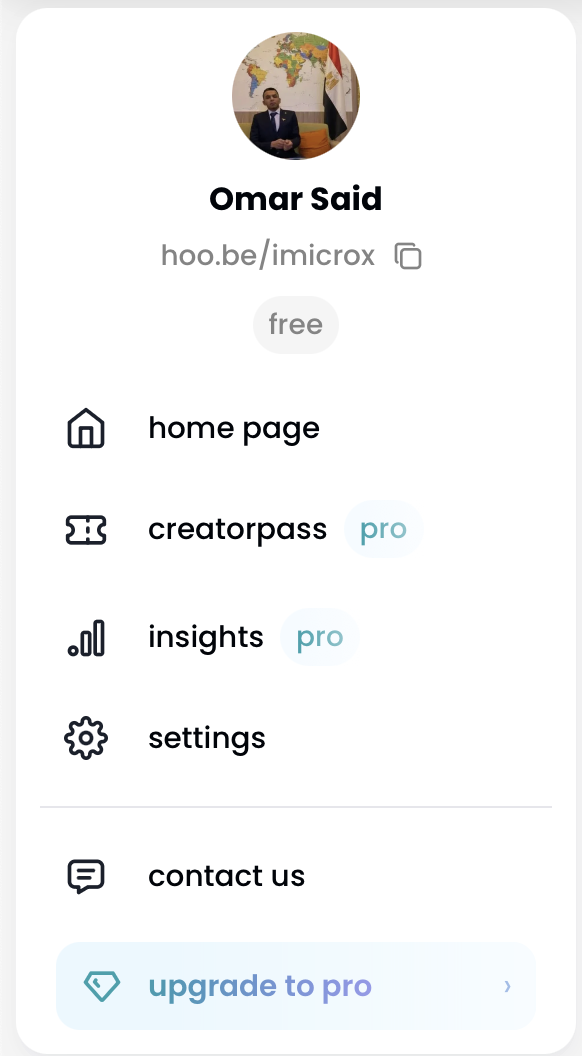 Omar Said
hoo.be/imicrox
free
home page
creatorpass pro
insights pro
settings
contact us
upgrade to pro